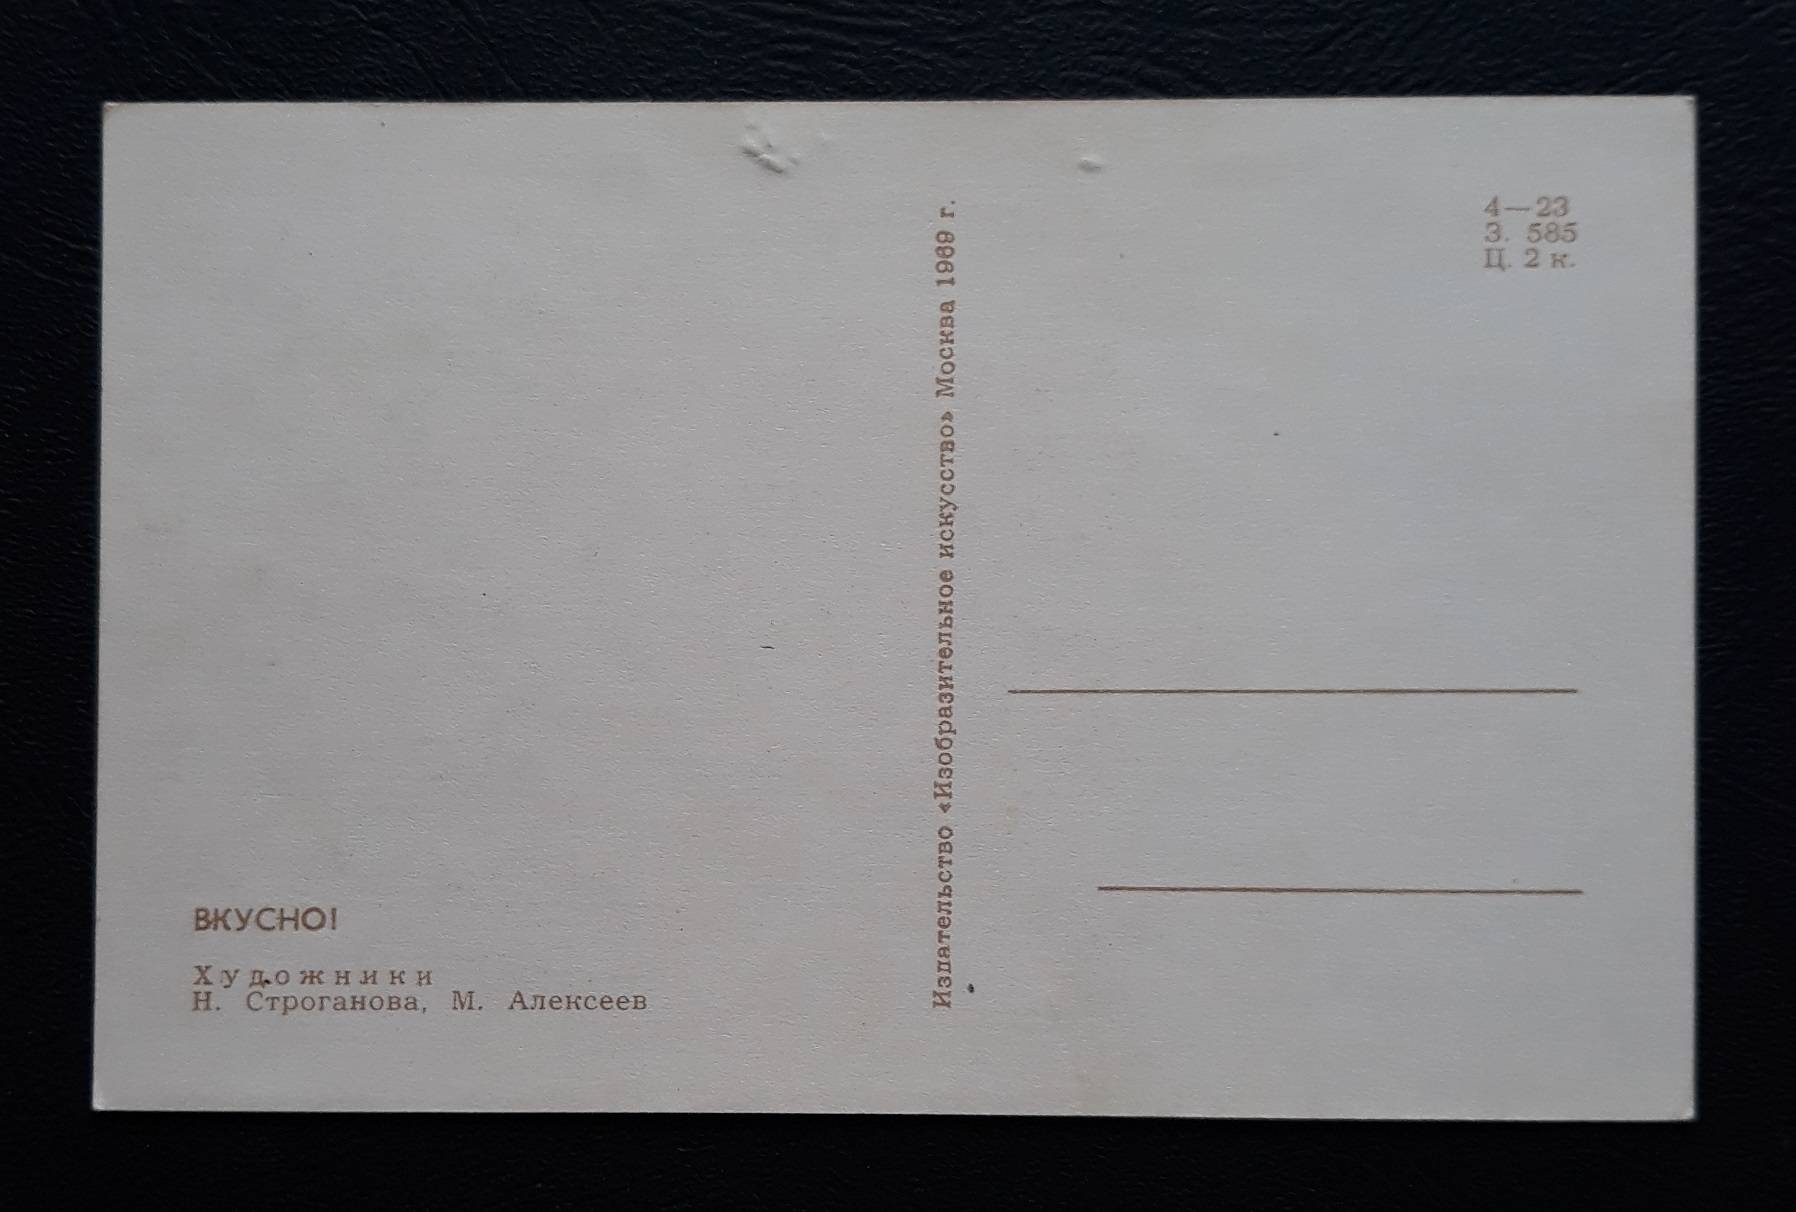 ВКУСНО!
Художники
Н. Строганова, М. Алексеев
Издательство «Изобразительное искусство» Москва 1969 г.
4—23
З. 585
Ц. 2 к.